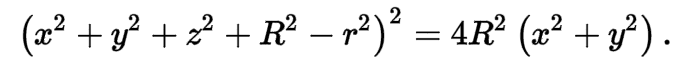 (x² + y² + z² + R² − r²)² = 4R² (x² + y²).